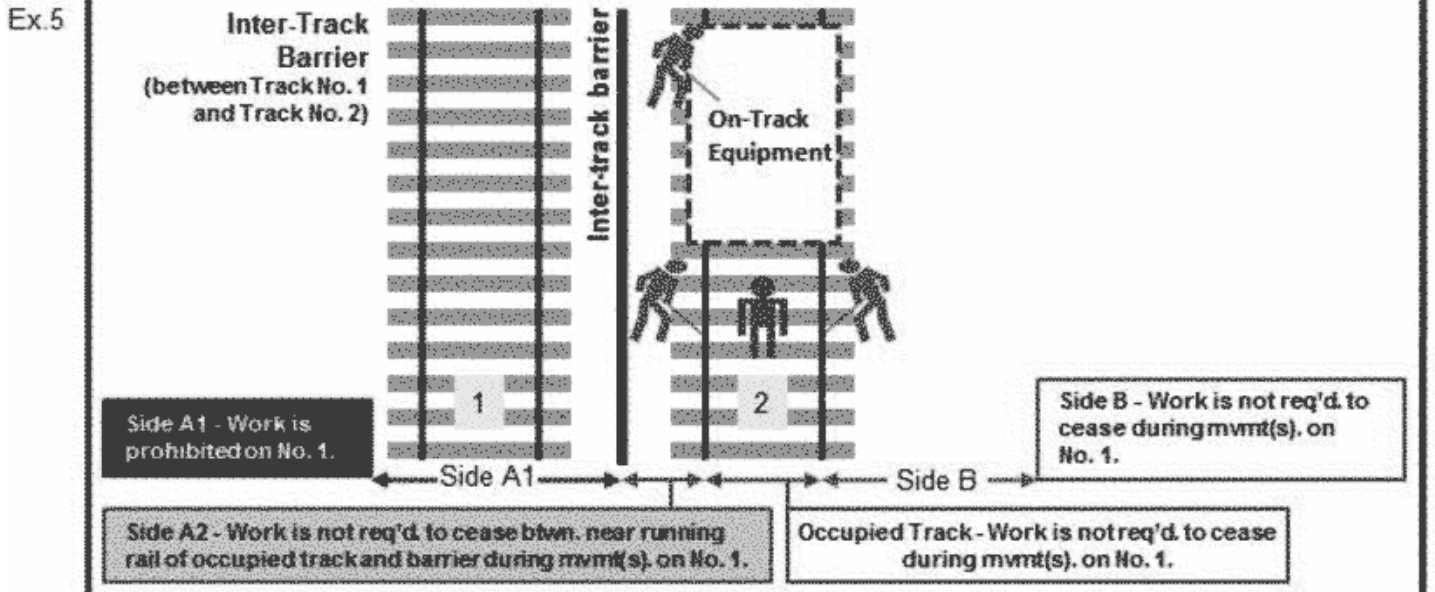 Ex.5
Inter-Track
Barrier
(between Track No. 1
and Track No. 2)
Inter-track barrier
On-Track
Equipment
1
2
Side A1 - Work is
prohibited on No. 1.
Side B - Work is not req'd. to
cease during mvmt(s). on
No. 1.
Side A1
Side B
Side A2 - Work is not req'd. to cease btwn. near running
rail of occupied track and barrier during mvmt(s). on No. 1.
Occupied Track - Work is not req'd. to cease
during mvmt(s). on No. 1.